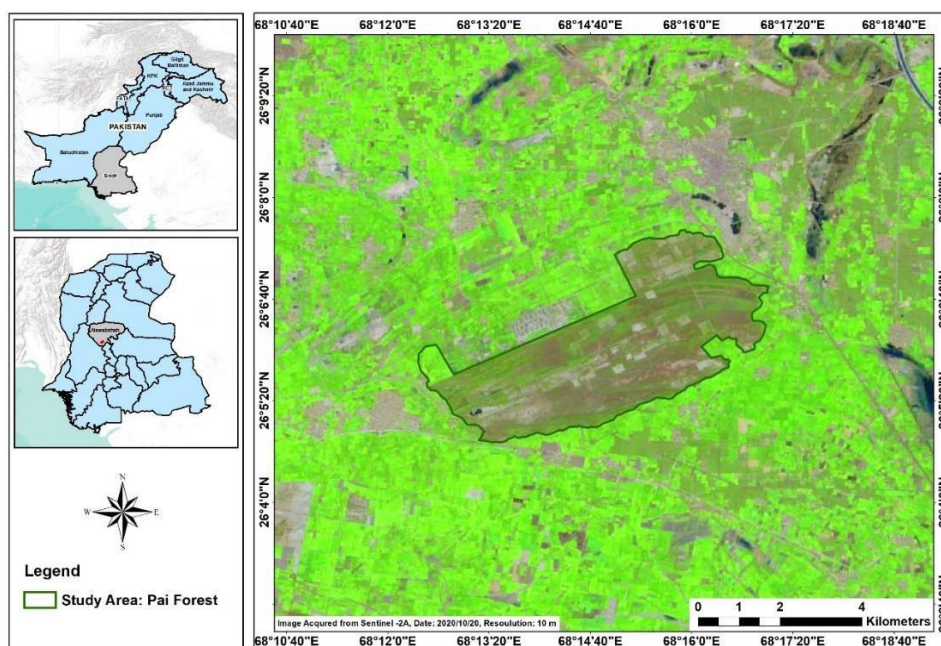 Gilgit
Baltistan
KPK
FATA
Azad Jammu
and Kashmir
Punjab
PAKISTAN
Baluchistan
Sindh
Nawabshah
N
W
E
S
Legend
Study Area: Pai Forest
68°10'40"E
68°12'0"E
68°13'20"E
68°14'40"E
68°16'0"E
68°17'20"E
68°18'40"E
26°9'20"N
26°8'0"N
26°6'40"N
26°5'20"N
26°4'0"N
0
1
2
4
Kilometers
Image Acqured from Sentinel -2A, Date: 2020/10/20, Resoulution: 10 m
68°10'40"E
68°12'0"E
68°13'20"E
68°14'40"E
68°16'0"E
68°17'20"E
68°18'40"E